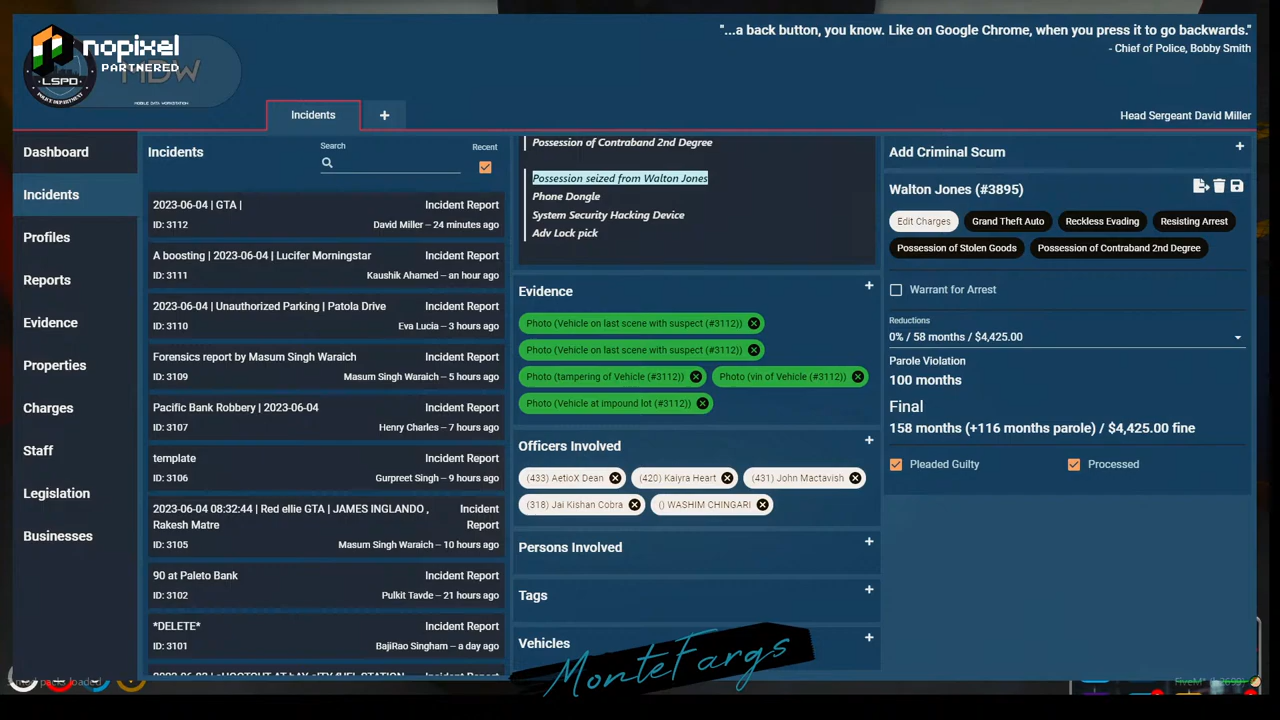 nopixel
PARTNERED
LSPD
POLICE DEPARTMENT
MDW
MOBILE DATA WORKSTATION
"...a back button, you know. Like on Google Chrome, when you press it to go backwards."
- Chief of Police, Bobby Smith
Incidents
+
Head Sergeant David Miller
Dashboard
Incidents
Profiles
Reports
Evidence
Properties
Charges
Staff
Legislation
Businesses
Incidents
Search
Recent
2023-06-04 | GTA |
Incident Report
ID: 3112
David Miller – 24 minutes ago
A boosting | 2023-06-04 | Lucifer Morningstar
Incident Report
ID: 3111
Kaushik Ahamed – an hour ago
2023-06-04 | Unauthorized Parking | Patola Drive
Incident Report
ID: 3110
Eva Lucia – 3 hours ago
Forensics report by Masum Singh Waraich
Incident Report
ID: 3109
Masum Singh Waraich – 5 hours ago
Pacific Bank Robbery | 2023-06-04
Incident Report
ID: 3107
Henry Charles – 7 hours ago
template
Incident Report
ID: 3106
Gurpreet Singh – 9 hours ago
2023-06-04 08:32:44 | Red ellie GTA | JAMES INGLANDO ,
Rakesh Matre
Incident
Report
ID: 3105
Masum Singh Waraich – 10 hours ago
90 at Paleto Bank
Incident Report
ID: 3102
Pulkit Tavde – 21 hours ago
*DELETE*
Incident Report
ID: 3101
BajiRao Singham – a day ago
Possession of Contraband 2nd Degree
Possession seized from Walton Jones
Phone Dongle
System Security Hacking Device
Adv Lock pick
Evidence
+
Photo (Vehicle on last scene with suspect (#3112))
Photo (Vehicle on last scene with suspect (#3112))
Photo (tampering of Vehicle (#3112))
Photo (vin of Vehicle (#3112))
Photo (Vehicle at impound lot (#3112))
Officers Involved
+
(433) AetioX Dean
(420) Kaiyra Heart
(431) John Mactavish
(318) Jai Kishan Cobra
() WASHIM CHINGARI
Persons Involved
+
Tags
+
Vehicles
+
Add Criminal Scum
+
Walton Jones (#3895)
Edit Charges
Grand Theft Auto
Reckless Evading
Resisting Arrest
Possession of Stolen Goods
Possession of Contraband 2nd Degree
Warrant for Arrest
Reductions
0% / 58 months / $4,425.00
Parole Violation
100 months
Final
158 months (+116 months parole) / $4,425.00 fine
Pleaded Guilty
Processed
MonteFargs